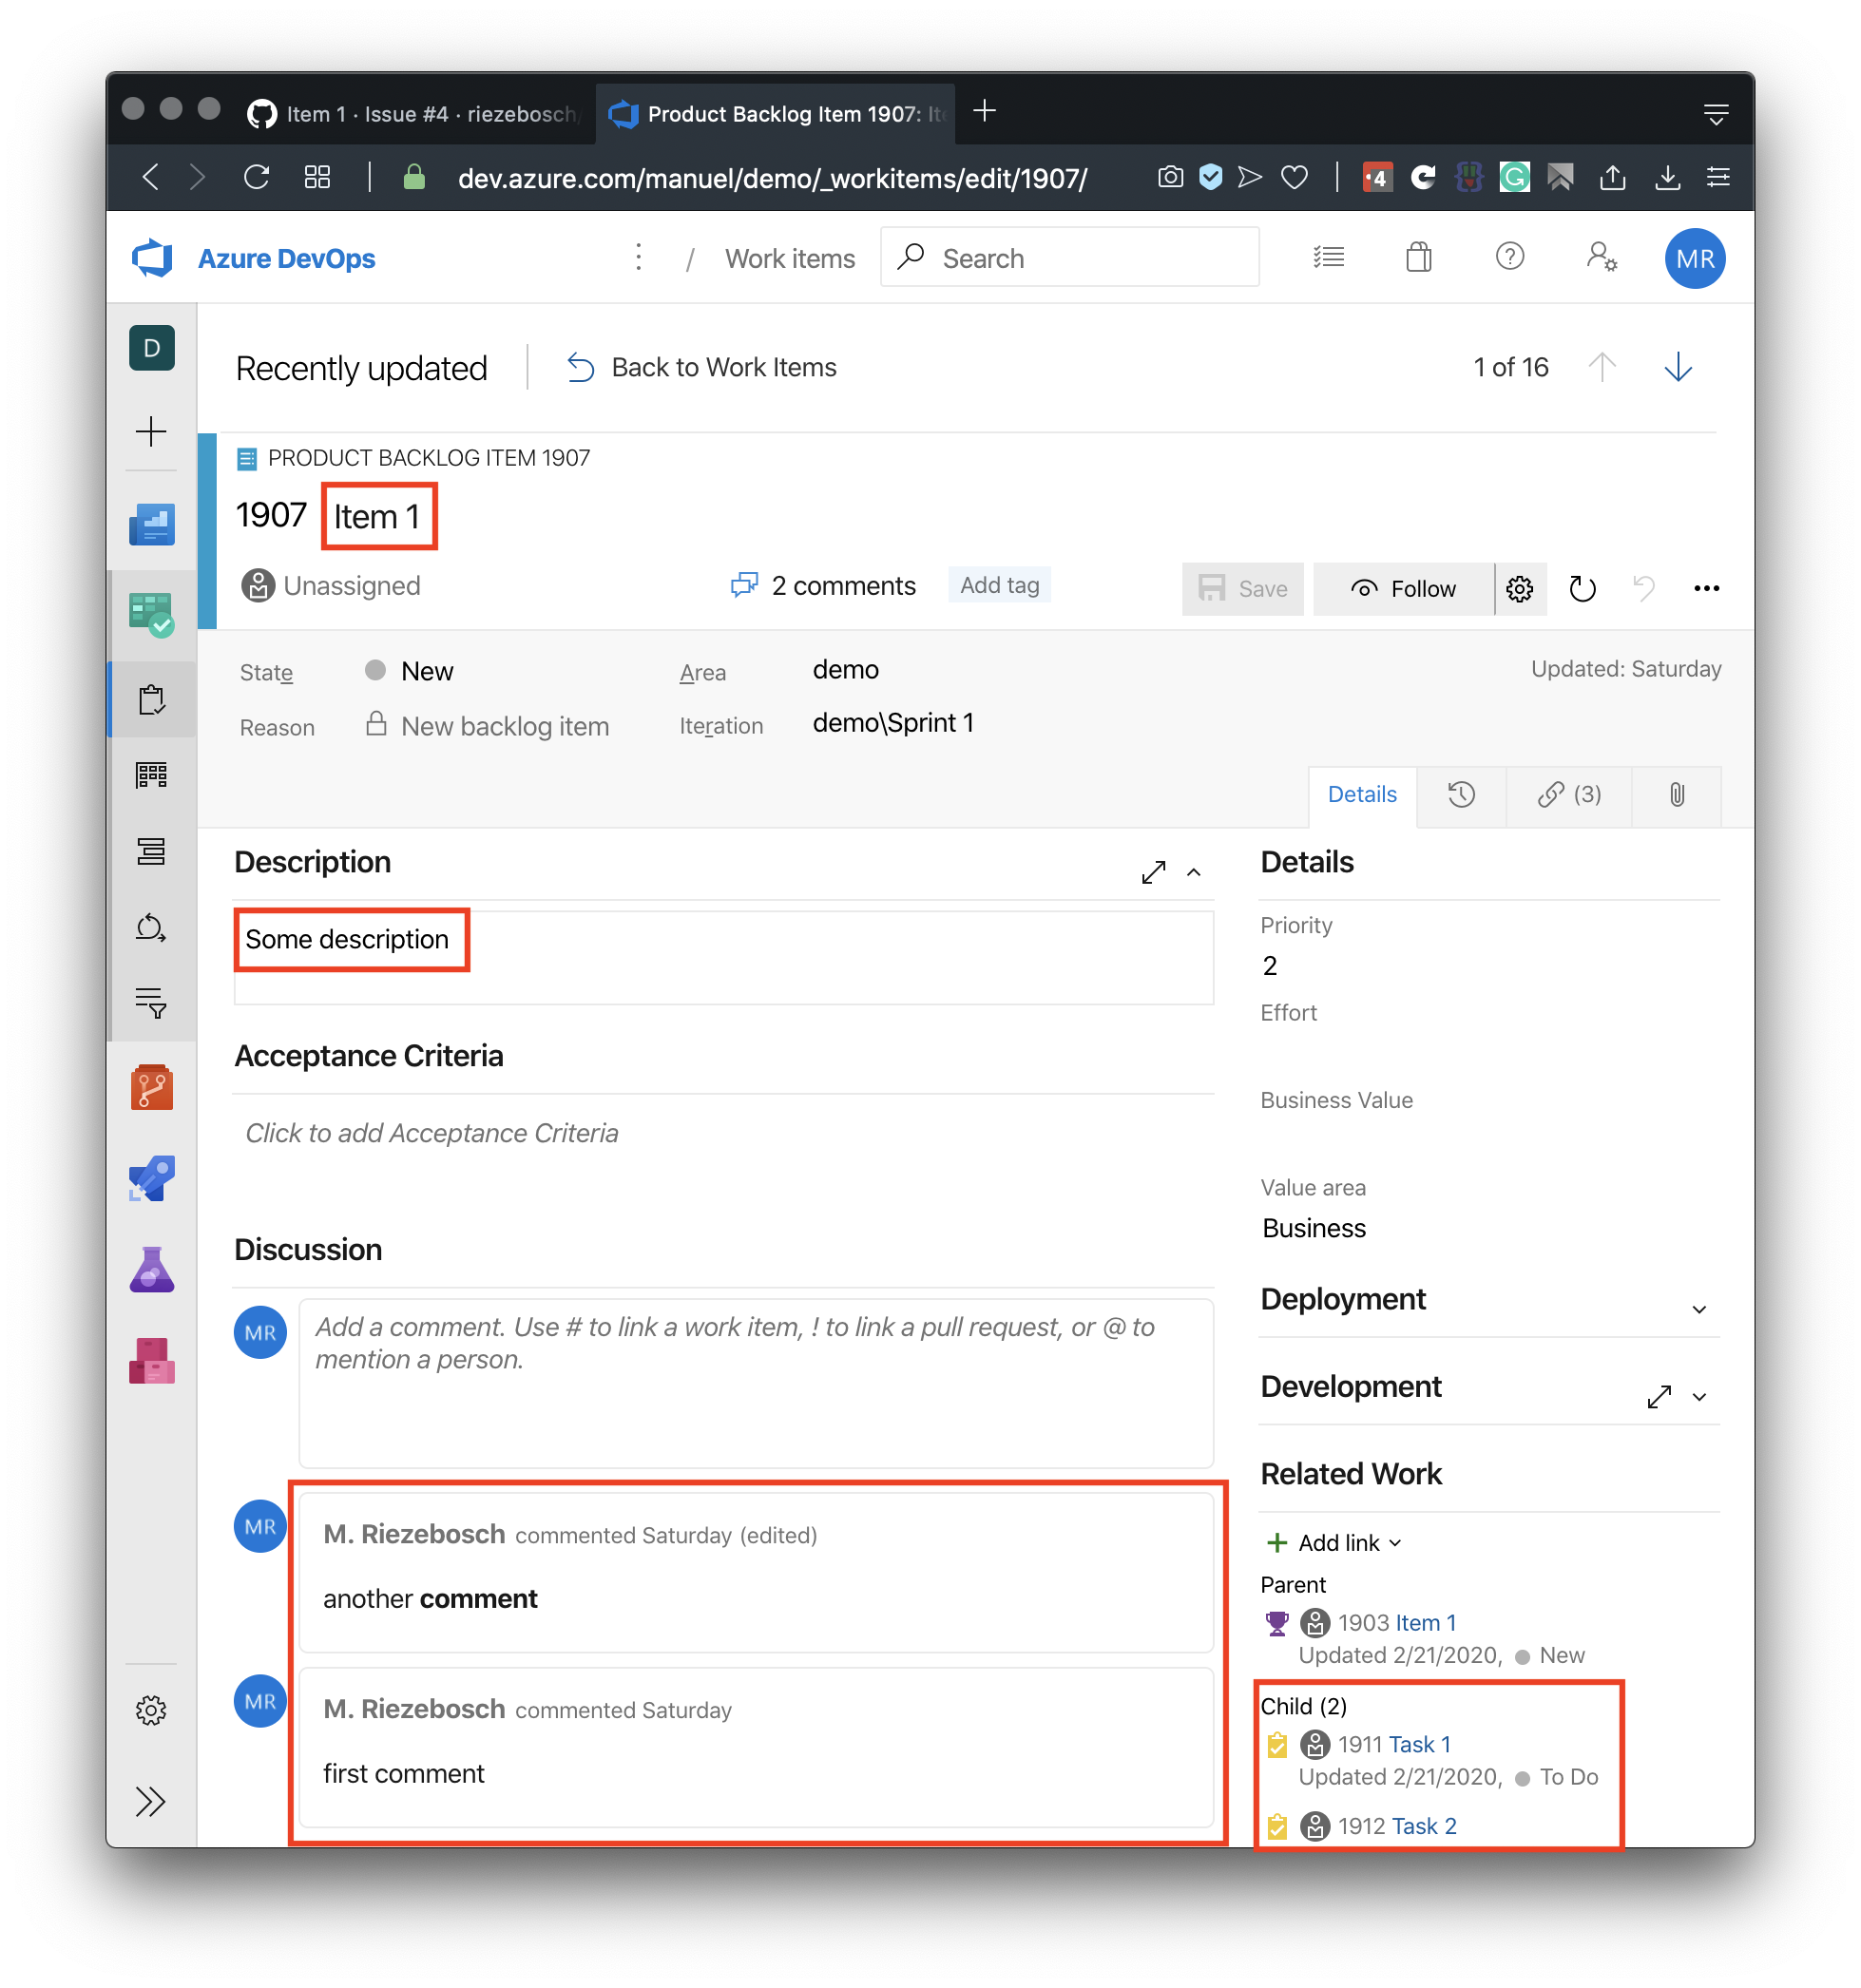 Item 1 · Issue #4 · riezebosch/
Product Backlog Item 1907: Ite
dev.azure.com/manuel/demo/_workitems/edit/1907/
4
Azure DevOps
/ Work items
Search
MR
D
Recently updated
Back to Work Items
1 of 16
PRODUCT BACKLOG ITEM 1907
1907 Item 1
Unassigned
2 comments
Add tag
Save
Follow
State
New
Area
demo
Updated: Saturday
Reason
New backlog item
Iteration
demo\Sprint 1
Details
(3)
Description
Some description
Acceptance Criteria
Click to add Acceptance Criteria
Discussion
MR
Add a comment. Use # to link a work item, ! to link a pull request, or @ to
mention a person.
MR
M. Riezebosch commented Saturday (edited)
another comment
MR
M. Riezebosch commented Saturday
first comment
Details
Priority
2
Effort
Business Value
Value area
Business
Deployment
Development
Related Work
Add link
Parent
1903 Item 1
Updated 2/21/2020, New
Child (2)
1911 Task 1
Updated 2/21/2020, To Do
1912 Task 2